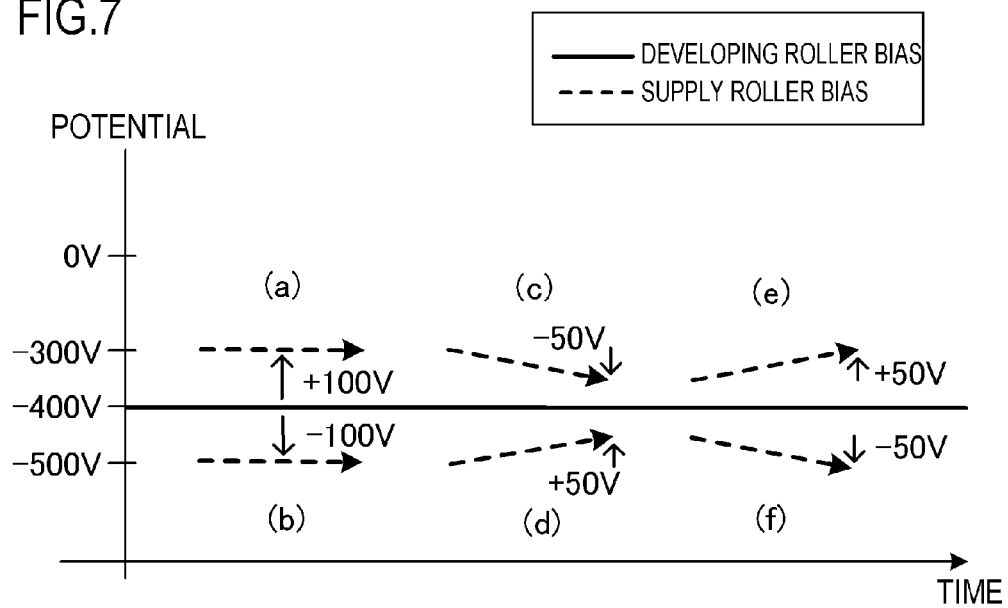 FIG.7
DEVELOPING ROLLER BIAS
SUPPLY ROLLER BIAS
POTENTIAL
0V
(a)
(c)
(e)
−300V
−50V
+100V
+50V
−400V
−100V
−500V
−50V
+50V
(b)
(d)
(f)
TIME